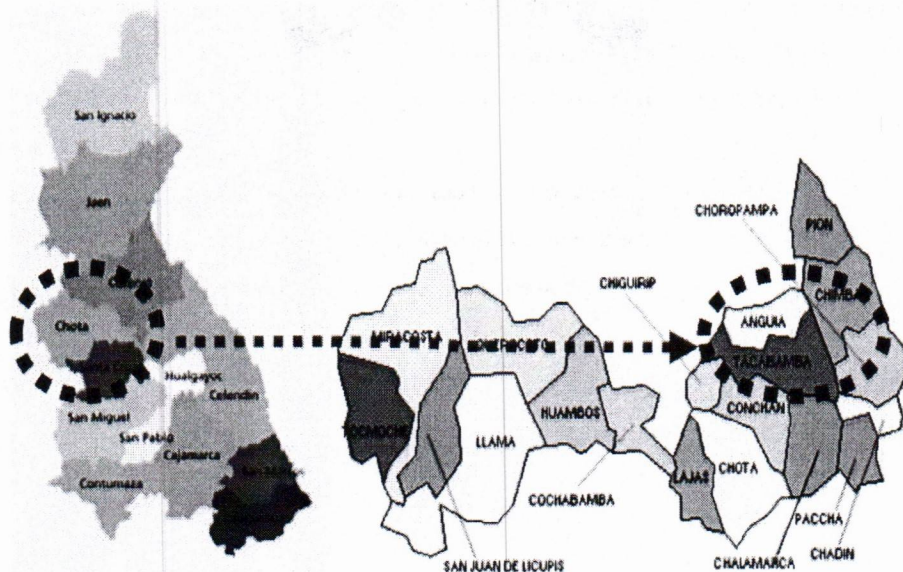 San Ignacio
Jaen
Chota
Hualgayoc
Celendin
San Miguel
San Pablo
Cajamarca
Contumaza
CHOROPAMPA
PION
CHIGUIRIP
CHIMBA
MIRACOSTA
ANGUIA
TACABAMBA
HUAMBOS
CONCHAN
LLAMA
LAJAS
CHOTA
COCHABAMBA
PACCHA
CHADIN
SAN JUAN DE LICUPIS
CHALAMARCA